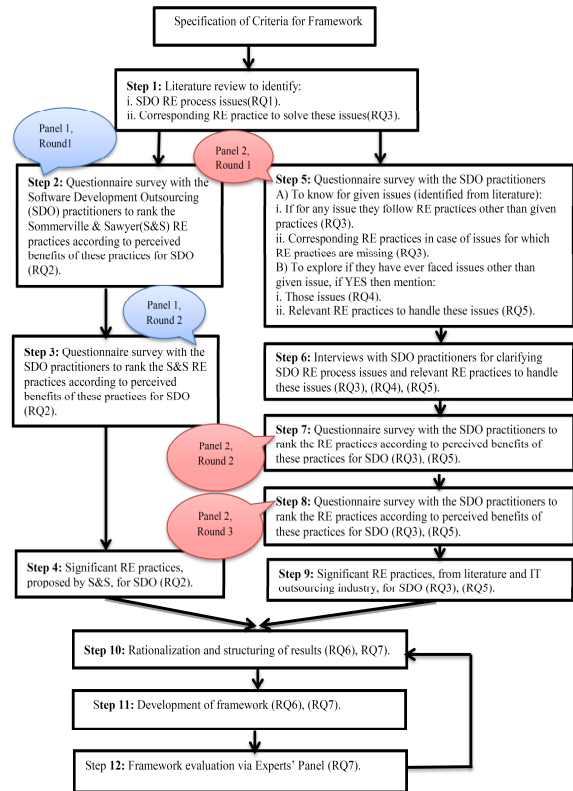 Specification of Criteria for Framework
Step 1: Literature review to identify:
i. SDO RE process issues(RQ1).
ii. Corresponding RE practice to solve these issues(RQ3).
Panel 1,
Round1
Step 2: Questionnaire survey with the
Software Development Outsourcing
(SDO) practitioners to rank the
Sommerville & Sawyer(S&S) RE
practices according to perceived
benefits of these practices for SDO
(RQ2).
Panel 1,
Round 2
Step 3: Questionnaire survey with the
SDO practitioners to rank the S&S RE
practices according to perceived
benefits of these practices for SDO
(RQ2).
Step 4: Significant RE practices,
proposed by S&S, for SDO (RQ2).
Panel 2,
Round 1
Step 5: Questionnaire survey with the SDO practitioners
A) To know for given issues (identified from literature):
i. If for any issue they follow RE practices other than given
practices (RQ3).
ii. Corresponding RE practices in case of issues for which
RE practices are missing (RQ3).
B) To explore if they have ever faced issues other than
given issue, if YES then mention:
i. Those issues (RQ4).
ii. Relevant RE practices to handle these issues (RQ5).
Step 6: Interviews with SDO practitioners for clarifying
SDO RE process issues and relevant RE practices to handle
these issues (RQ3), (RQ4), (RQ5).
Panel 2,
Round 2
Step 7: Questionnaire survey with the SDO practitioners to
rank the RE practices according to perceived benefits of
these practices for SDO (RQ3), (RQ5).
Panel 2,
Round 3
Step 8: Questionnaire survey with the SDO practitioners to
rank the RE practices according to perceived benefits of
these practices for SDO (RQ3), (RQ5).
Step 9: Significant RE practices, from literature and IT
outsourcing industry, for SDO (RQ3), (RQ5).
Step 10: Rationalization and structuring of results (RQ6), RQ7).
Step 11: Development of framework (RQ6), (RQ7).
Step 12: Framework evaluation via Experts' Panel (RQ7).